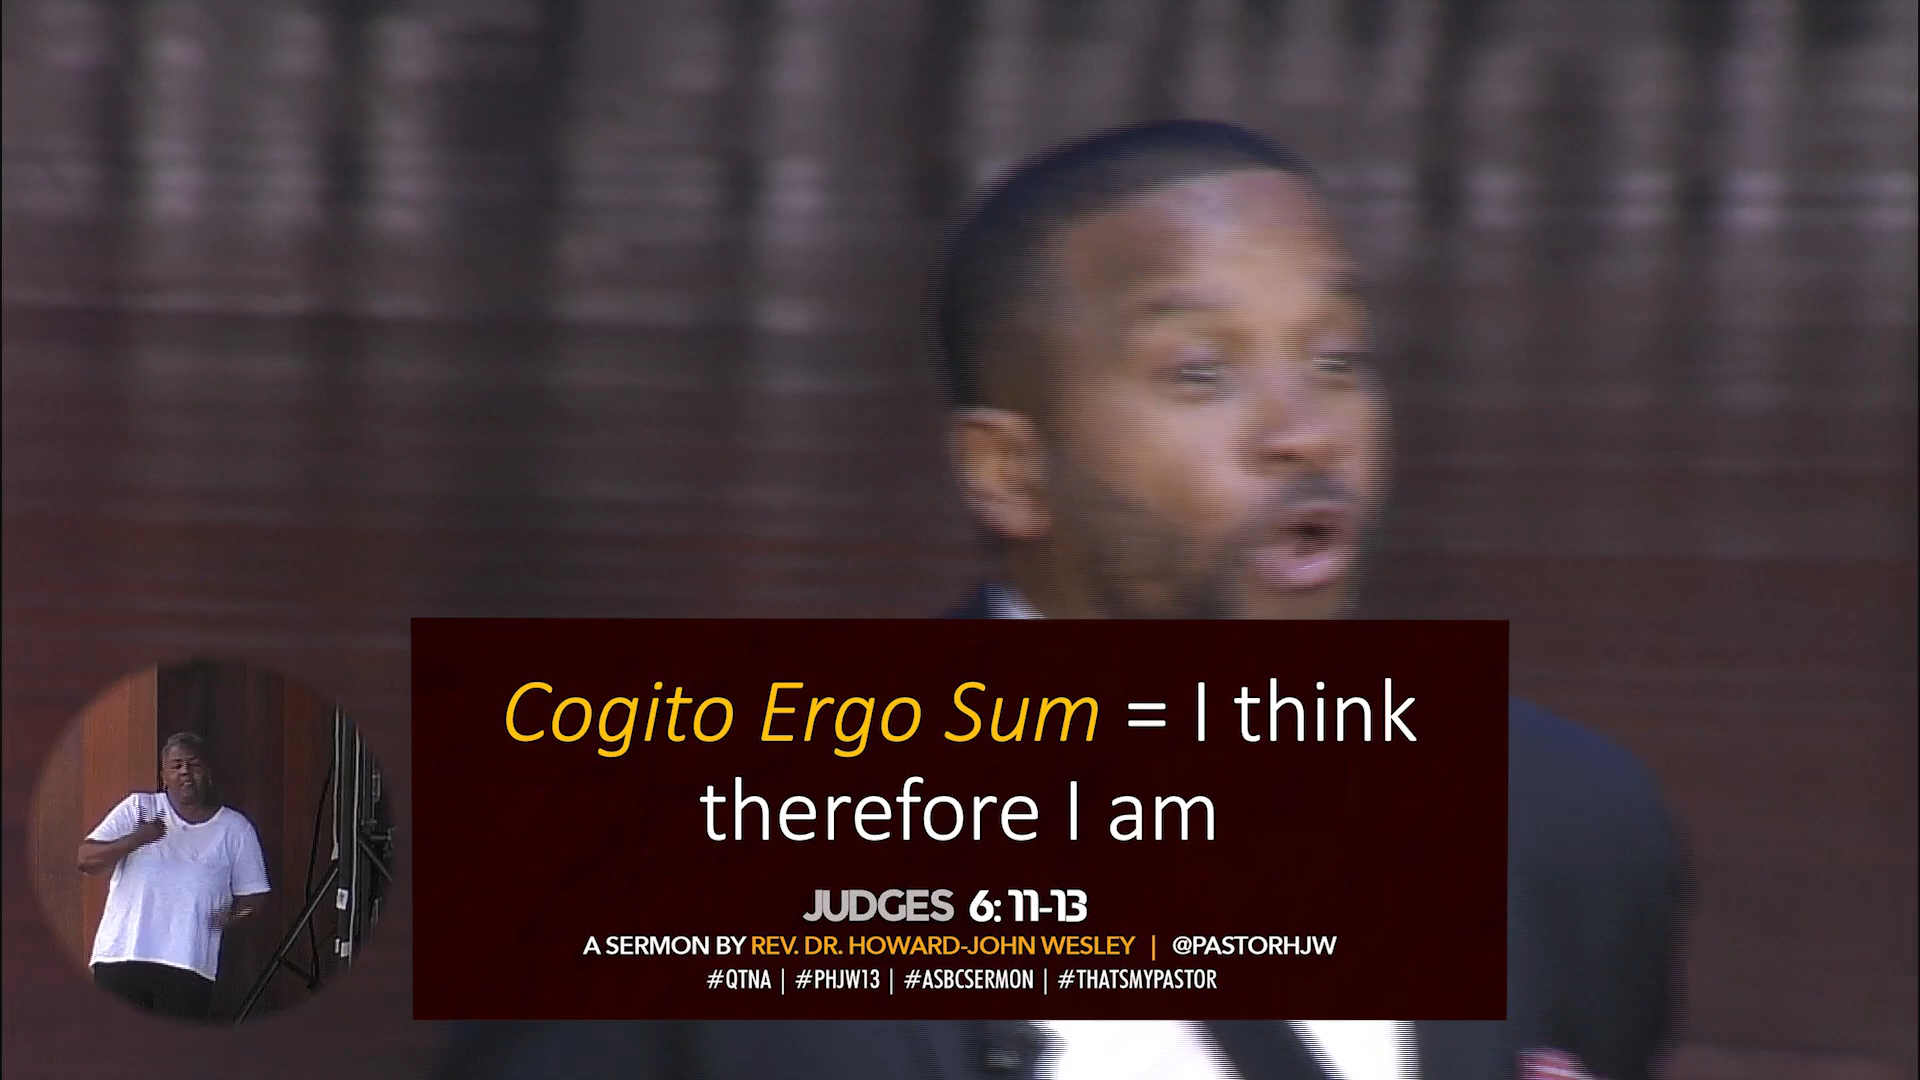 Cogito Ergo Sum = I think
therefore I am
JUDGES 6: 11-13
A SERMON BY REV. DR. HOWARD-JOHN WESLEY | @PASTORHJW
#QTNA | #PHJW13 | #ASBCSERMON | #THATSMYPASTOR